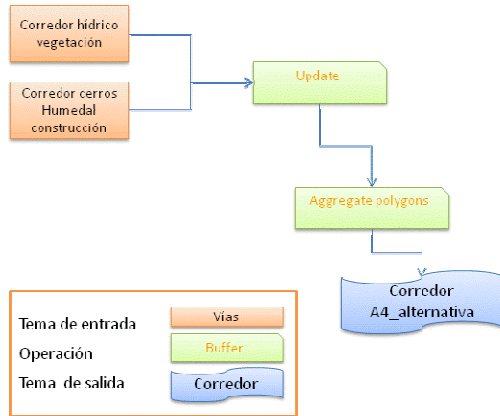 Corredor hídrico
vegetación
Corredor cerros
Humedal
construcción
Update
Aggregate polygons
Corredor
A4_alternativa
Tema de entrada
Vías
Operación
Buffer
Tema de salida
Corredor